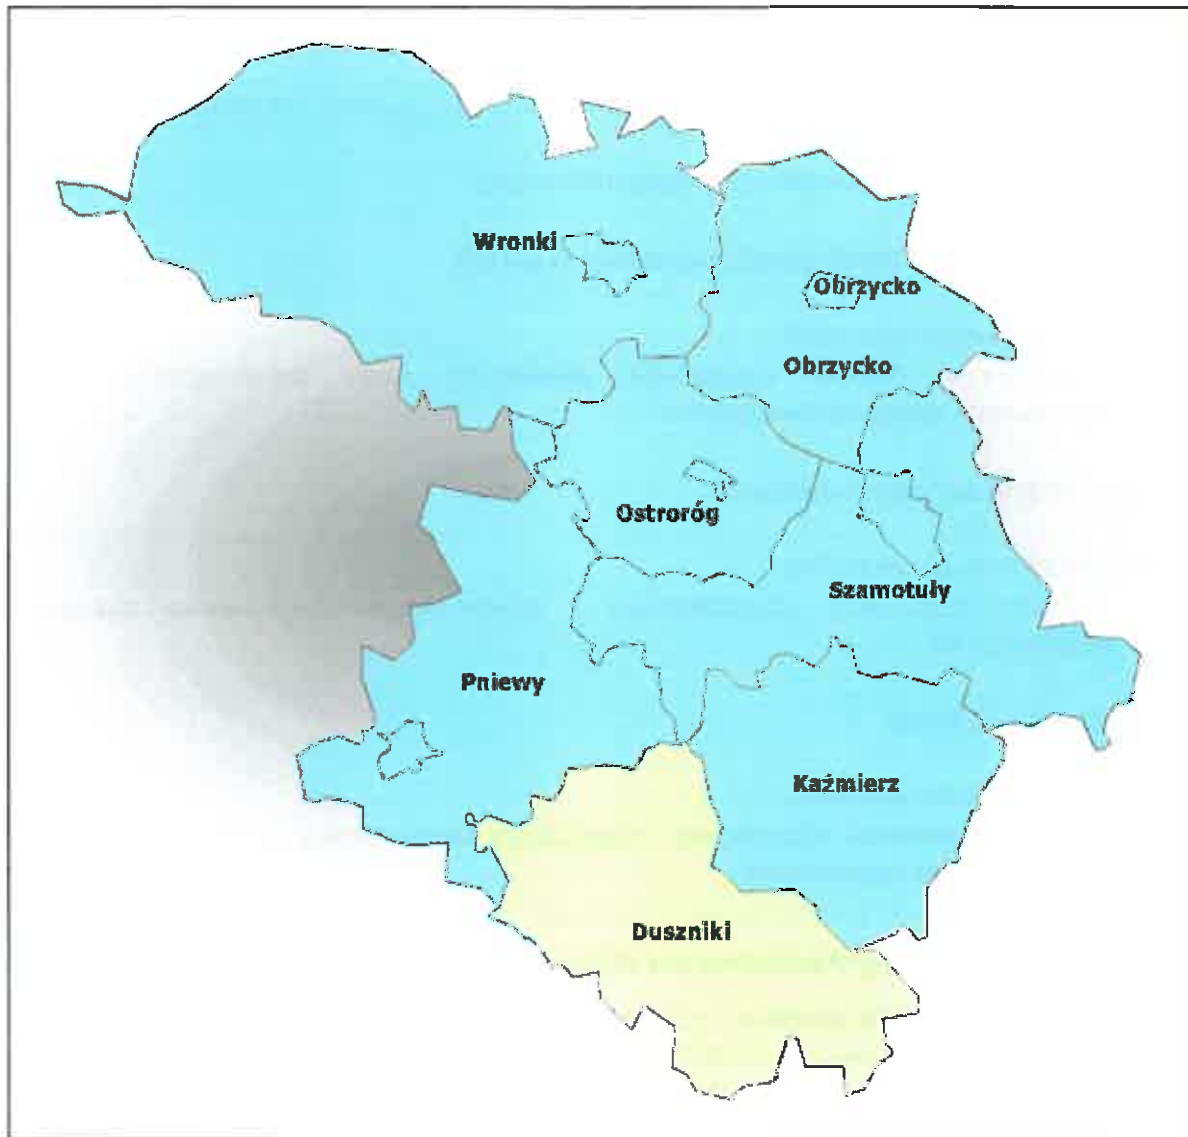 Wronki
Obrzycko
Obrzycko
Ostroróg
Szamotuły
Pniewy
Kaźmierz
Duszniki